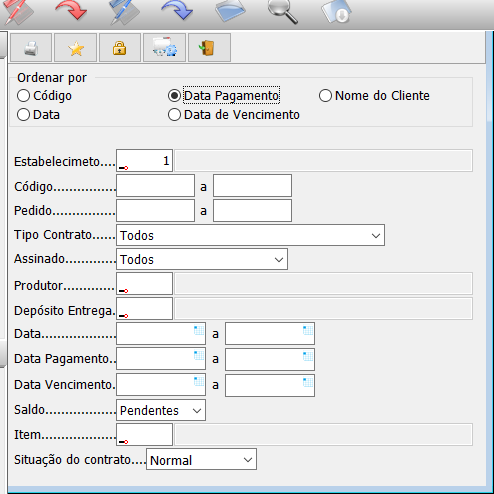 Ordenar por
Código Data Pagamento Nome do Cliente
Data Data de Vencimento
Estabelecimeto.... 1
Código.............. a
Pedido.............. a
Tipo Contrato...... Todos
Assinado............ Todos
Produtor............
Depósito Entrega.
Data.................. a
Data Pagamento.. a
Data Vencimento. a
Saldo................ Pendentes
Item..................
Situação do contrato.... Normal